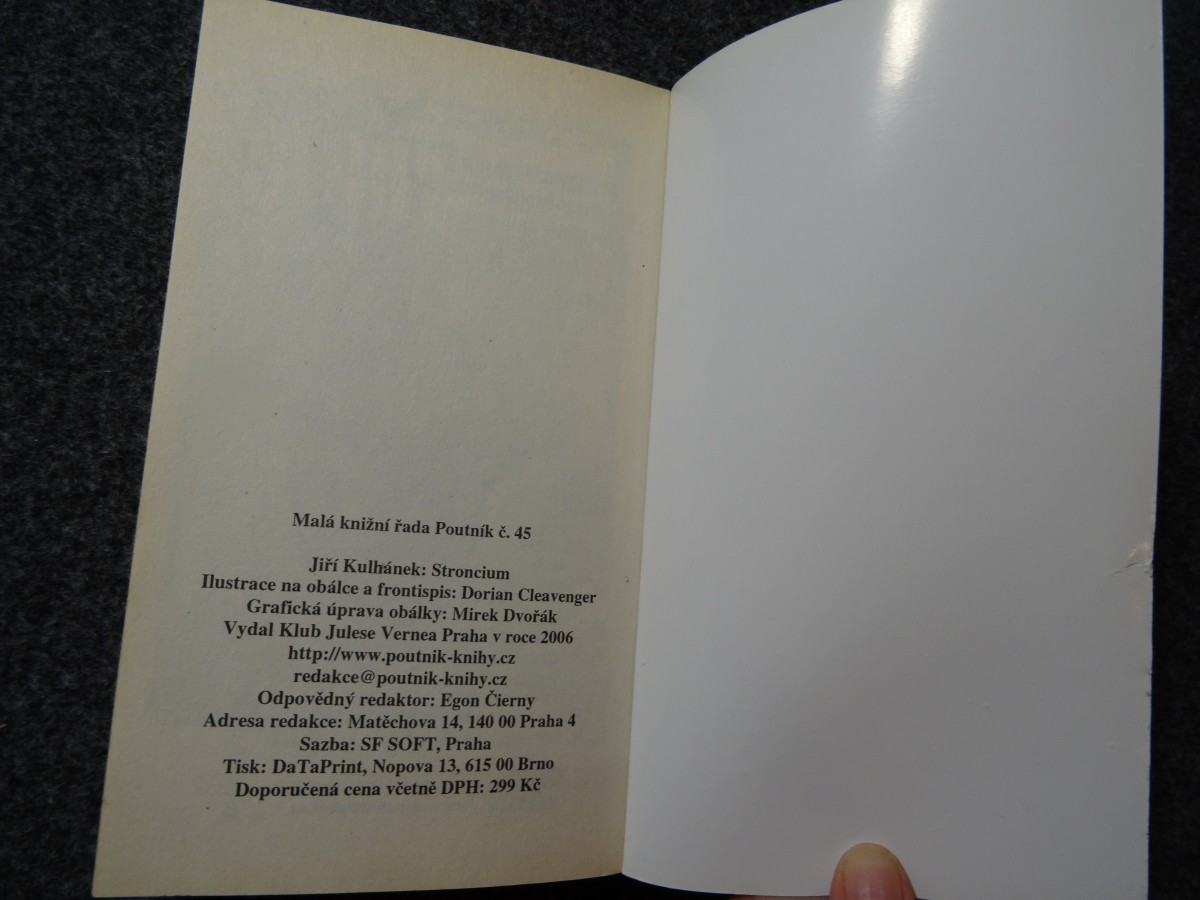 Malá knižní řada Poutník č. 45
Jiří Kulhánek: Stroncium
Ilustrace na obálce a frontispis: Dorian Cleavenger
Grafická úprava obálky: Mirek Dvořák
Vydal Klub Julese Vernea Praha v roce 2006
http://www.poutnik-knihy.cz
redakce@poutnik-knihy.cz
Odpovědný redaktor: Egon Čierny
Adresa redakce: Matěchova 14, 140 00 Praha 4
Sazba: SF SOFT, Praha
Tisk: DaTaPrint, Nopova 13, 615 00 Brno
Doporučená cena včetně DPH: 299 Kč